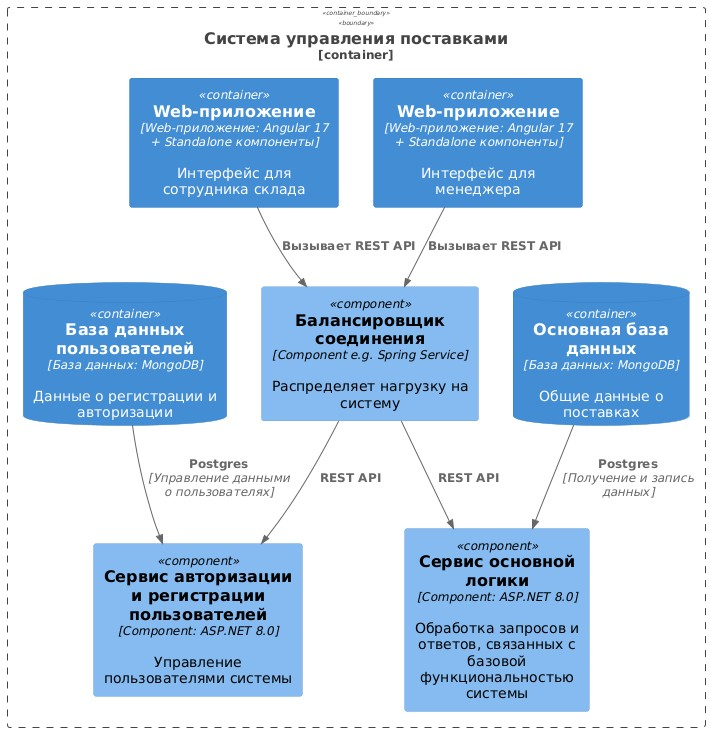 «container_boundary»
«boundary»
Система управления поставками
[container]
«container»
Web-приложение
[Web-приложение: Angular 17
+ Standalone компоненты]
Интерфейс для
сотрудника склада
«container»
Web-приложение
[Web-приложение: Angular 17
+ Standalone компоненты]
Интерфейс для
менеджера
Вызывает REST API
Вызывает REST API
«container»
База данных
пользователей
[База данных: MongoDB]
Данные о регистрации и
авторизации
«component»
Балансировщик
соединения
[Component e.g. Spring Service]
Распределяет нагрузку на
систему
«container»
Основная база
данных
[База данных: MongoDB]
Общие данные о
поставках
Postgres
[Управление данными
о пользователях]
REST API
REST API
Postgres
[Получение и запись
данных]
«component»
Сервис авторизации
и регистрации
пользователей
[Component: ASP.NET 8.0]
Управление
пользователями системы
«component»
Сервис основной
логики
[Component: ASP.NET 8.0]
Обработка запросов и
ответов, связанных с
базовой
функциональностью
системы